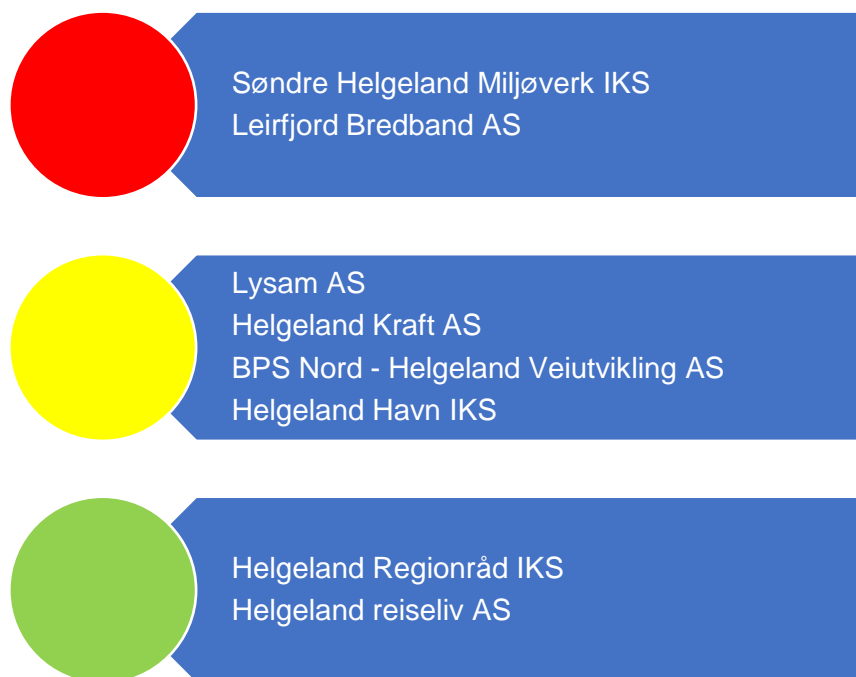 Søndre Helgeland Miljøverk IKS
Leirfjord Bredband AS
Lysam AS
Helgeland Kraft AS
BPS Nord - Helgeland Veiutvikling AS
Helgeland Havn IKS
Helgeland Regionråd IKS
Helgeland reiseliv AS